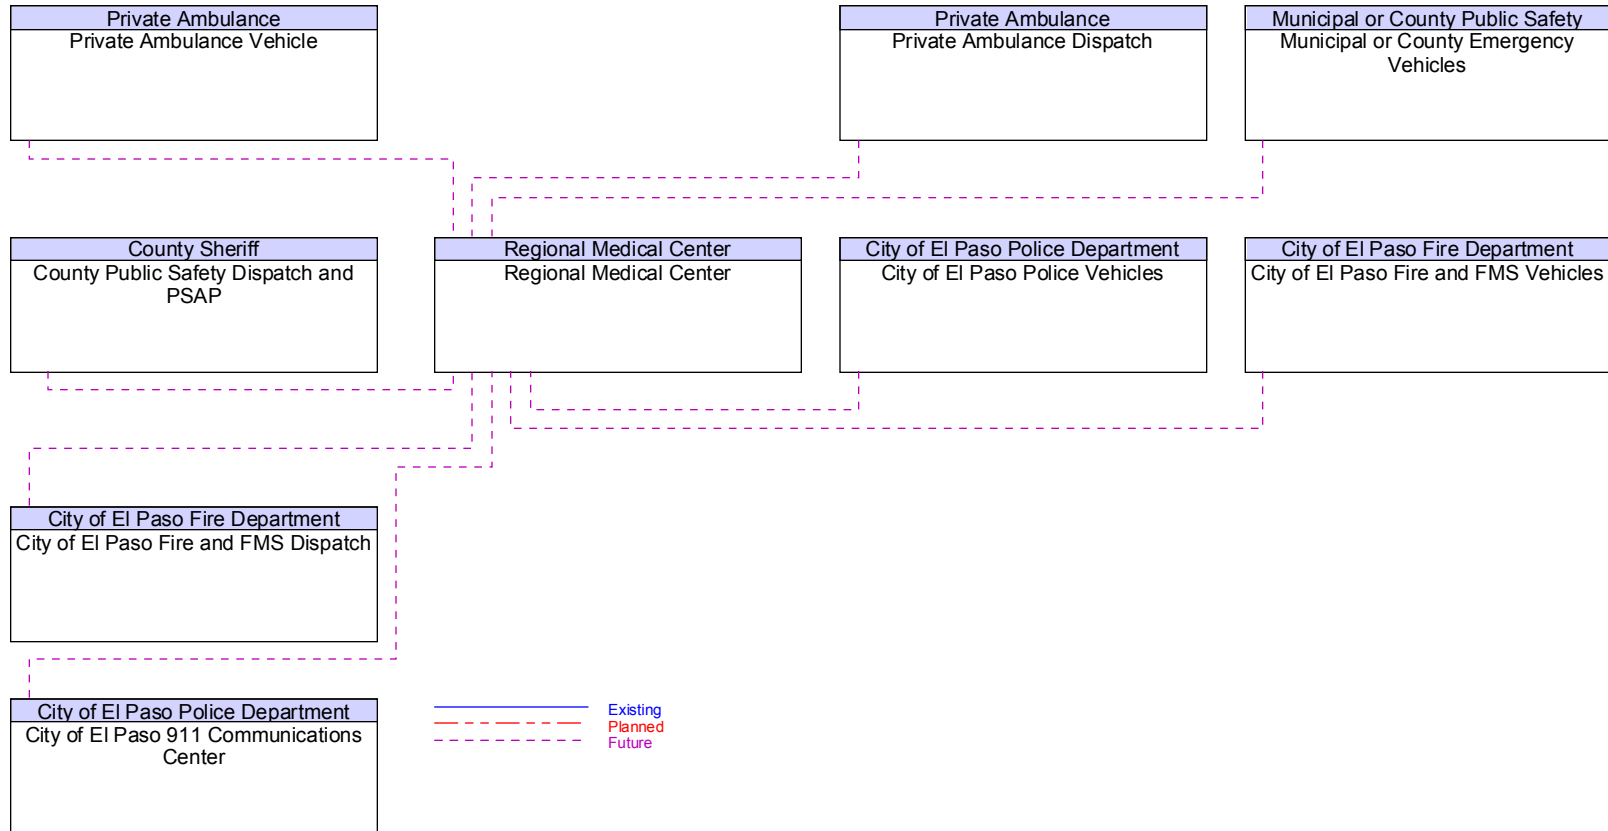 Private Ambulance
Private Ambulance Vehicle
Private Ambulance
Private Ambulance Dispatch
Municipal or County Public Safety
Municipal or County Emergency
Vehicles
County Sheriff
County Public Safety Dispatch and
PSAP
Regional Medical Center
Regional Medical Center
City of El Paso Police Department
City of El Paso Police Vehicles
City of El Paso Fire Department
City of El Paso Fire and FMS Vehicles
City of El Paso Fire Department
City of El Paso Fire and FMS Dispatch
City of El Paso Police Department
City of El Paso 911 Communications
Center
Existing
Planned
Future